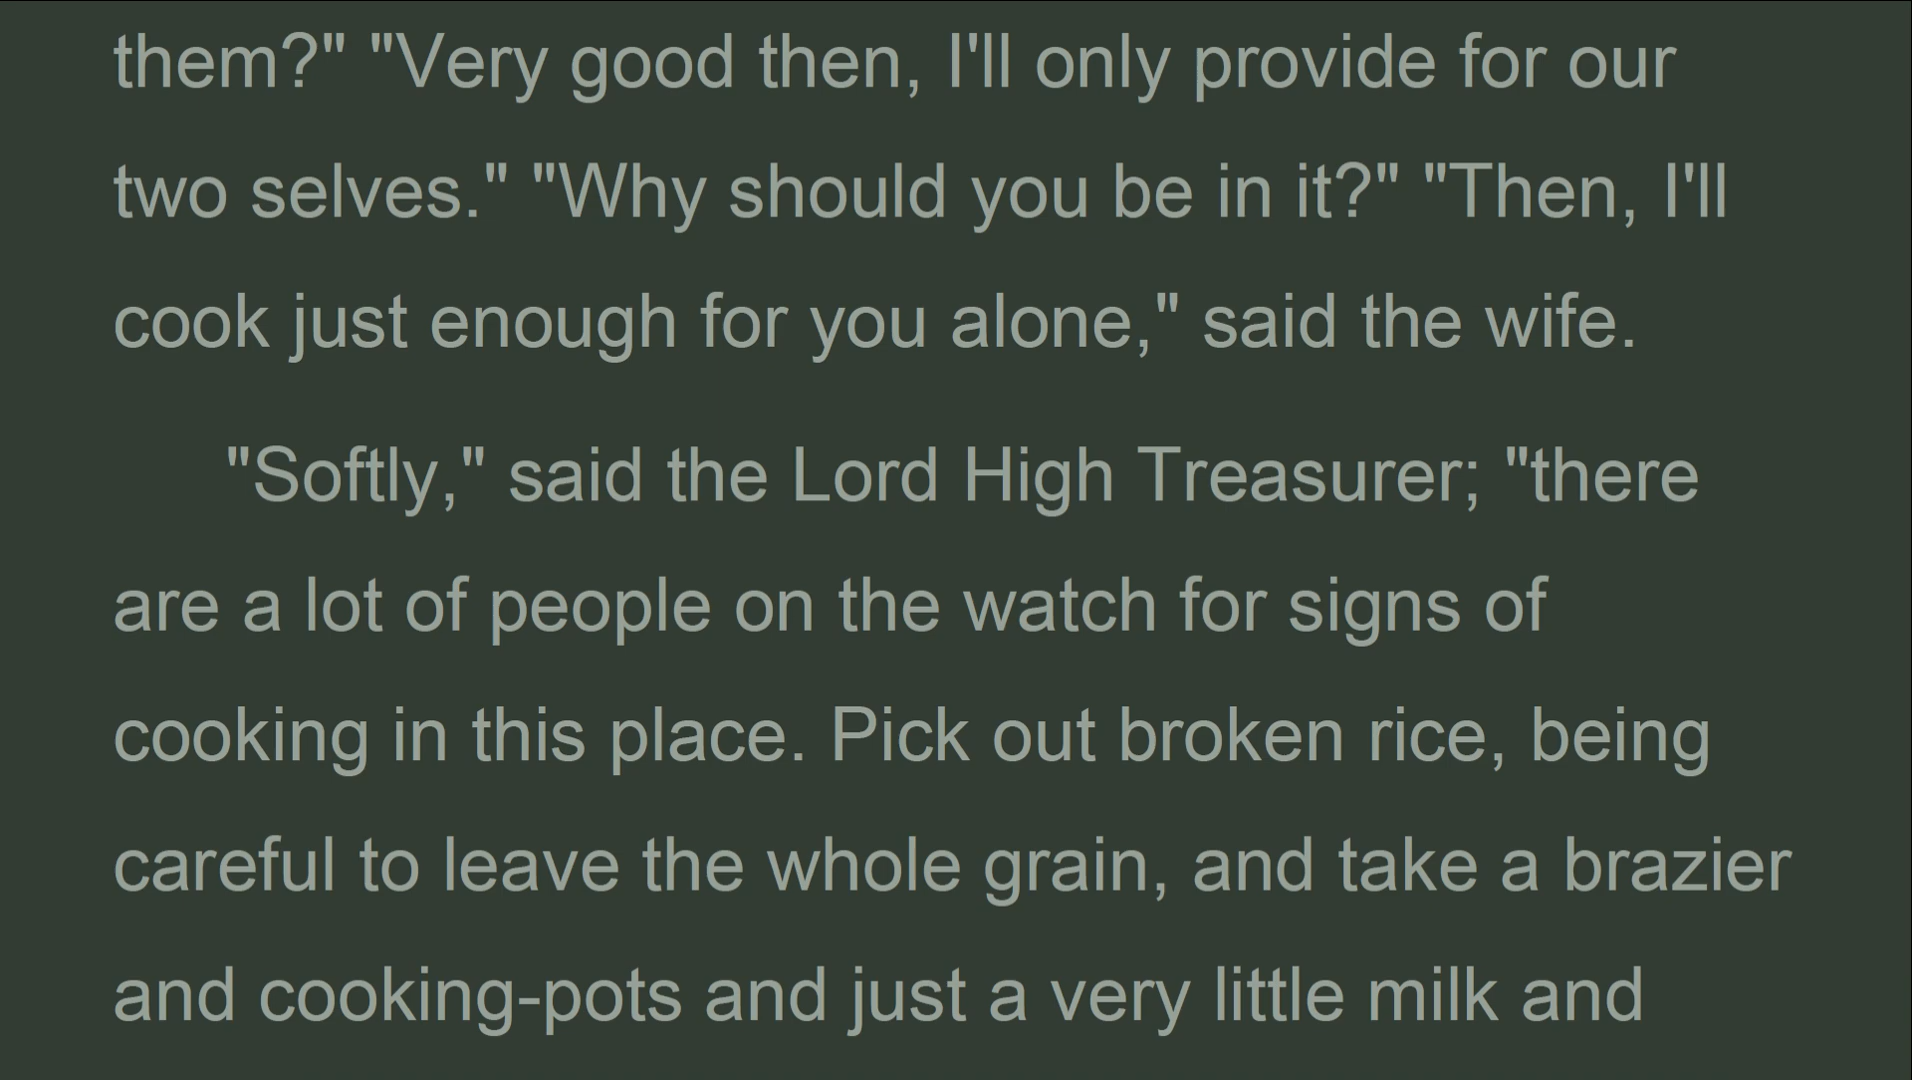 them?" "Very good then, I'll only provide for our
two selves." "Why should you be in it?" "Then, I'll
cook just enough for you alone," said the wife.
"Softly," said the Lord High Treasurer; "there
are a lot of people on the watch for signs of
cooking in this place. Pick out broken rice, being
careful to leave the whole grain, and take a brazier
and cooking-pots and just a very little milk and